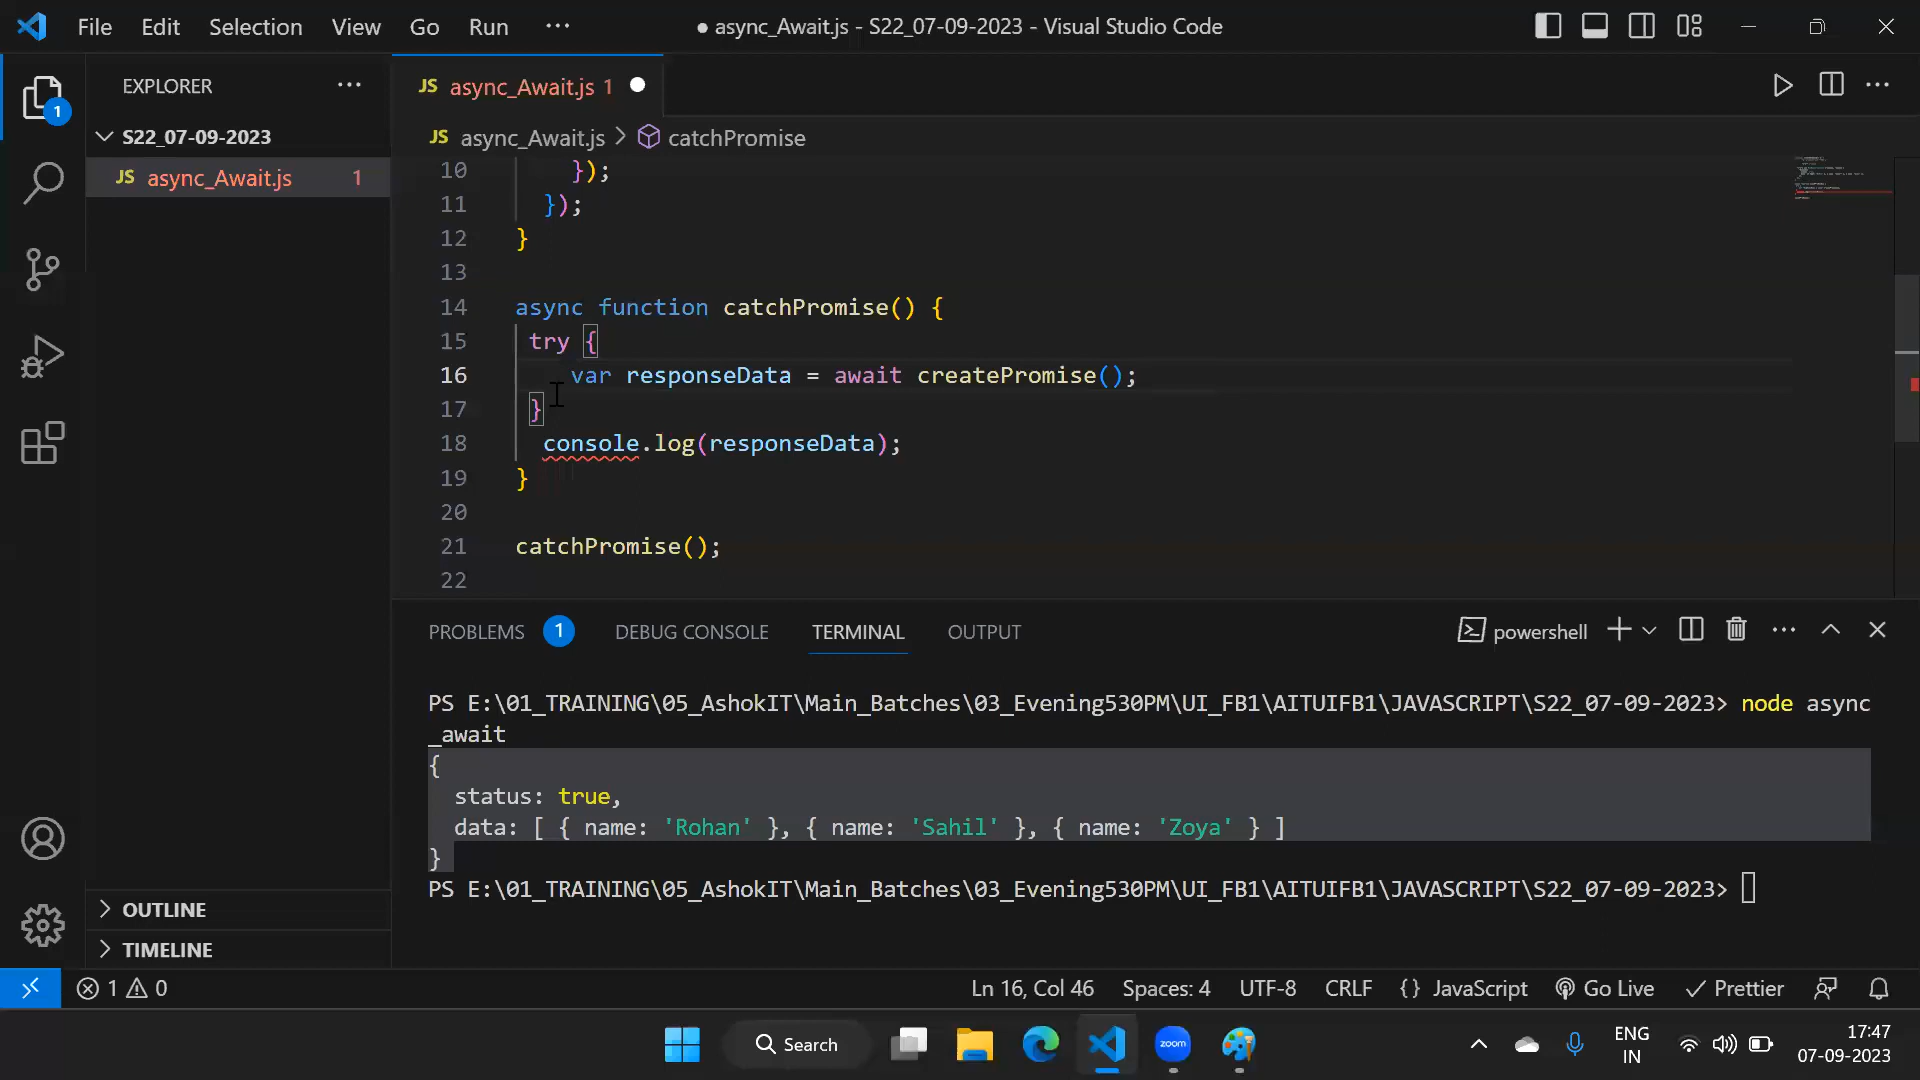 File Edit Selection View Go Run ··· ● async_Await.js - S22_07-09-2023 - Visual Studio Code
EXPLORER ···
JS async_Await.js 1 ●
S22_07-09-2023
JS async_Await.js 1
1
JS async_Await.js > catchPromise
10 });
11 });
12 }
13
14 async function catchPromise() {
15 try {
16 var responseData = await createPromise();
17 }
18 console.log(responseData);
19 }
20
21 catchPromise();
22
PROBLEMS 1 DEBUG CONSOLE TERMINAL OUTPUT powershell
PS E:\01_TRAINING\05_AshokIT\Main_Batches\03_Evening530PM\UI_FB1\AITUIFB1\JAVASCRIPT\S22_07-09-2023> node async
_await
{
status: true,
data: [ { name: 'Rohan' }, { name: 'Sahil' }, { name: 'Zoya' } ]
}
PS E:\01_TRAINING\05_AshokIT\Main_Batches\03_Evening530PM\UI_FB1\AITUIFB1\JAVASCRIPT\S22_07-09-2023>
OUTLINE
TIMELINE
1 0 Ln 16, Col 46 Spaces: 4 UTF-8 CRLF {} JavaScript Go Live Prettier
Search zoom ENG
IN
17:47
07-09-2023